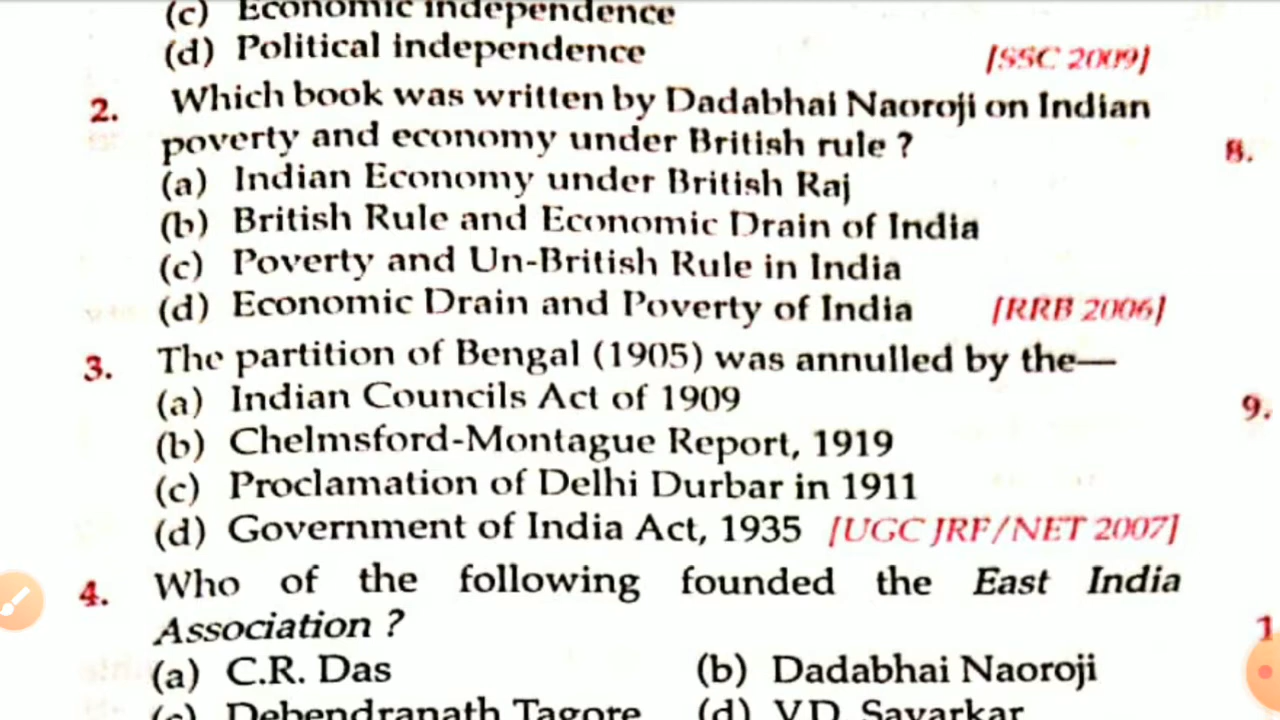 (c) Economic independence
(d) Political independence [SSC 2009]
2. Which book was written by Dadabhai Naoroji on Indian
poverty and economy under British rule ?
(a) Indian Economy under British Raj
(b) British Rule and Economic Drain of India
(c) Poverty and Un-British Rule in India
(d) Economic Drain and Poverty of India [RRB 2006]
3. The partition of Bengal (1905) was annulled by the—
(a) Indian Councils Act of 1909
(b) Chelmsford-Montague Report, 1919
(c) Proclamation of Delhi Durbar in 1911
(d) Government of India Act, 1935 [UGC JRF/NET 2007]
4. Who of the following founded the East India
Association ?
(a) C.R. Das (b) Dadabhai Naoroji
(c) Debendranath Tagore (d) V.D. Savarkar
8.
9.
1